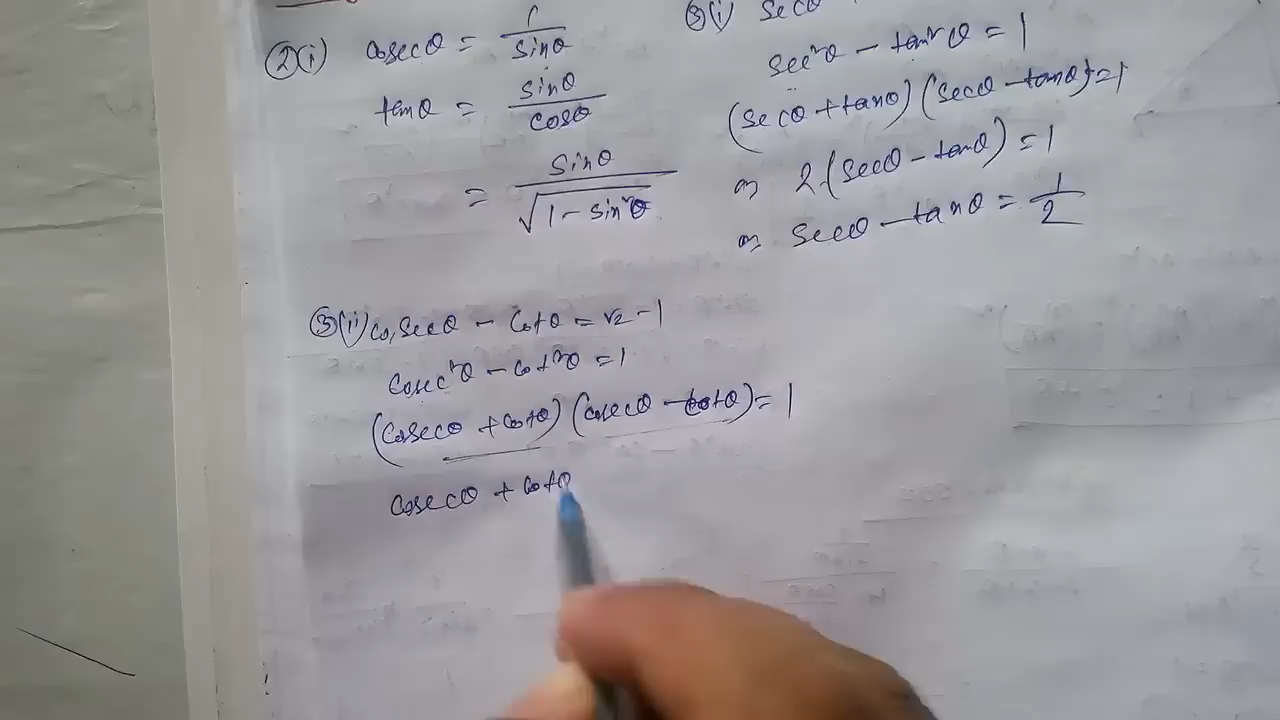 ②(i) cosecθ = 1/sinθ
tanθ = sinθ/cosθ
= sinθ/√(1 - sin²θ)
③(i) secθ
sec²θ - tan²θ = 1
(secθ + tanθ) (secθ - tanθ) = 1
or 2.(secθ - tanθ) = 1
or secθ - tanθ = 1/2
③(ii) cosecθ - cotθ = √2 - 1
cosec²θ - cot²θ = 1
(cosecθ + cotθ) (cosecθ - cotθ) = 1
cosecθ + cotθ